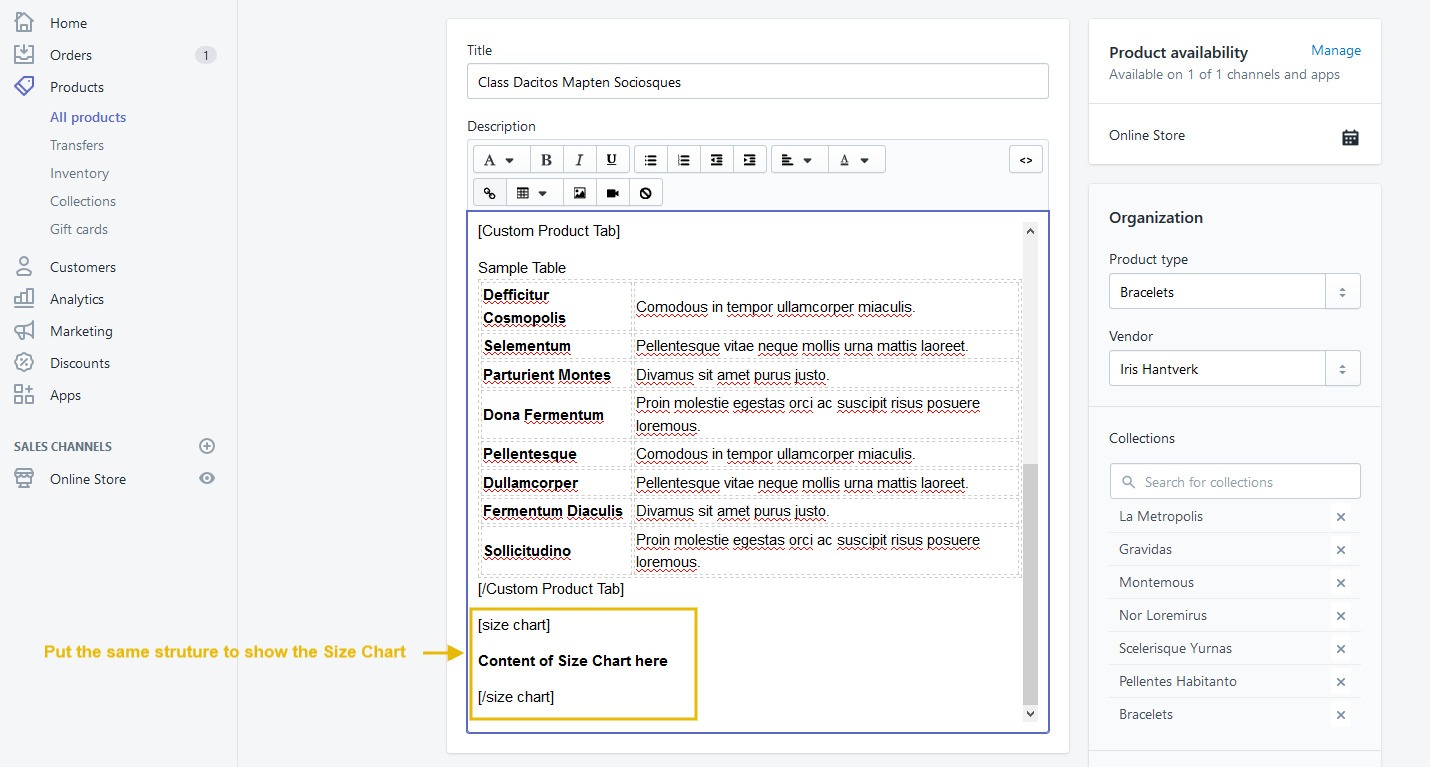 Home
Orders
1
Products
All products
Transfers
Inventory
Collections
Gift cards
Customers
Analytics
Marketing
Discounts
Apps
SALES CHANNELS
Online Store
Put the same struture to show the Size Chart
Title
Class Dacitos Mapten Sociosques
Description
A B I U A <>
[Custom Product Tab]
Sample Table
Defficitur
Cosmopolis
Comodous in tempor ullamcorper miaculis.
Selementum
Pellentesque vitae neque mollis urna mattis laoreet.
Parturient Montes
Divamus sit amet purus justo.
Dona Fermentum
Proin molestie egestas orci ac suscipit risus posuere
loremous.
Pellentesque
Comodous in tempor ullamcorper miaculis.
Dullamcorper
Pellentesque vitae neque mollis urna mattis laoreet.
Fermentum Diaculis
Divamus sit amet purus justo.
Sollicitudino
Proin molestie egestas orci ac suscipit risus posuere
loremous.
[/Custom Product Tab]
[size chart]
Content of Size Chart here
[/size chart]
Product availability
Manage
Available on 1 of 1 channels and apps
Online Store
Organization
Product type
Bracelets
Vendor
Iris Hantverk
Collections
Search for collections
La Metropolis
Gravidas
Montemous
Nor Loremirus
Scelerisque Yurnas
Pellentes Habitanto
Bracelets